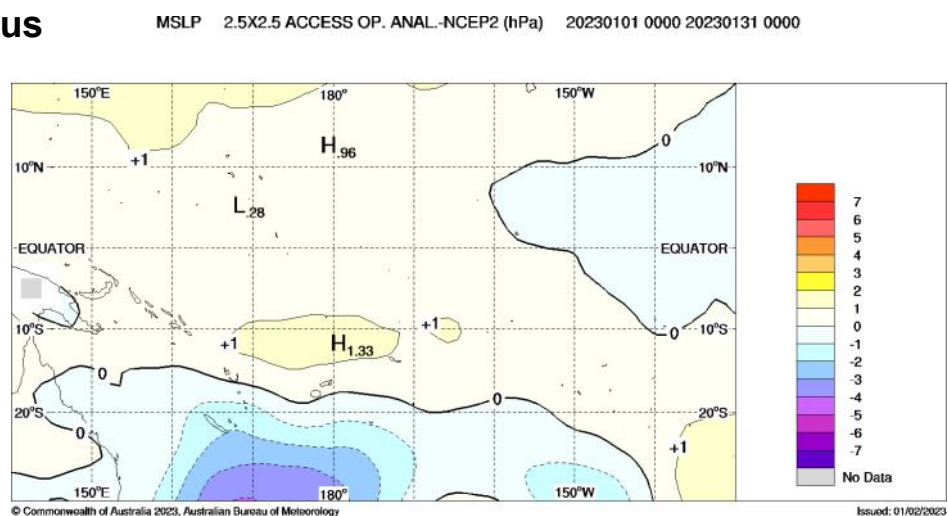 us
MSLP 2.5X2.5 ACCESS OP. ANAL.-NCEP2 (hPa) 20230101 0000 20230131 0000
150°E 180° 150°W
0
H.96
+1
10°N 10°N
L.28
EQUATOR EQUATOR
7
6
5
4
3
2
1
0
-1
-2
-3
-4
-5
-6
-7
No Data
+1
10°S 0
+1 H1.33
0
0
20°S 20°S
0
+1
150°E 180° 150°W
© Commonwealth of Australia 2023, Australian Bureau of Meteorology Issued: 01/02/2023